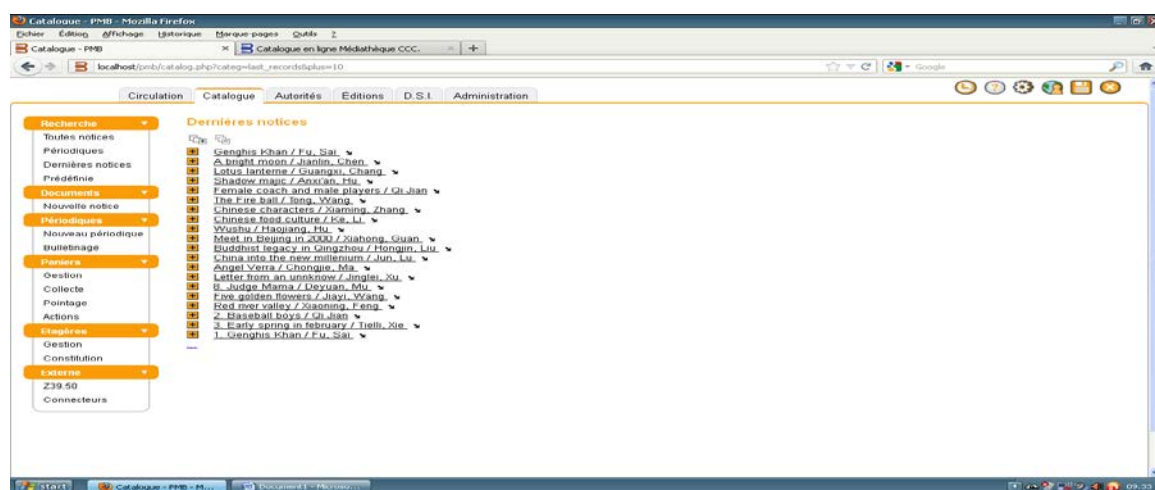 Catalogue - PMB - Mozilla Firefox
Fichier Édition Affichage Historique Marque-pages Outils ?
Catalogue - PMB × Catalogue en ligne Médiathèque CCC. × +
localhost/pmb/catalog.php?categ=last_records&plus=10 Google
Circulation Catalogue Autorités Editions D.S.I. Administration
Recherche
Toutes notices
Périodiques
Dernières notices
Prédéfinie
Documents
Nouvelle notice
Périodiques
Nouveau périodique
Bulletinage
Paniers
Gestion
Collecte
Pointage
Actions
Etagères
Gestion
Constitution
Externe
Z39.50
Connecteurs
Dernières notices
Genghis Khan / Fu, Sai
A bright moon / Jianlin, Chen
Lotus lanterne / Guangxi, Chang
Shadow majic / Anxi'an, Hu
Female coach and male players / Qi Jian
The Fire ball / Tong, Wang
Chinese characters / Xiaming, Zhang
Chinese food culture / Ke, Li
Wushu / Haojiang, Hu
Meet in Beijing in 2000 / Xiahong, Guan
Buddhist legacy in Qingzhou / Hongjin, Liu
China into the new millenium / Jun, Lu
Angel Verra / Chongjie, Ma
Letter from an unnknow / Jinglei, Xu
8. Judge Mama / Deyuan, Mu
Five golden flowers / Jiayi, Wang
Red river valley / Xiaoning, Feng
2. Baseball boys / Qi Jian
3. Early spring in february / Tielli, Xie
1. Genghis Khan / Fu, Sai
...
start Catalogue - PMB - M... Document1 - Microso... 09:33